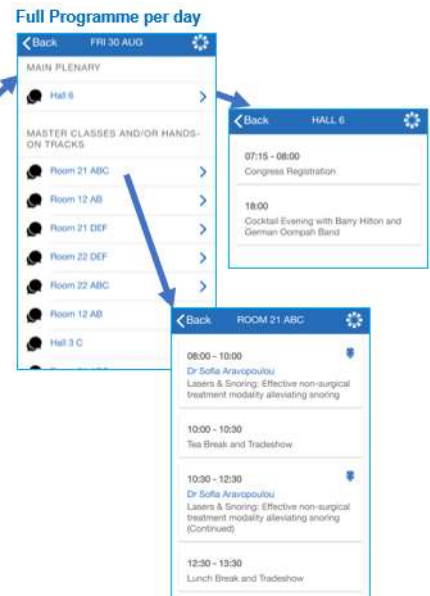 Full Programme per day
Back FRI 30 AUG
MAIN PLENARY
Hall 6
MASTER CLASSES AND/OR HANDS-
ON TRACKS
Room 21 ABC
Room 12 AB
Room 21 DEF
Room 22 DEF
Room 22 ABC
Room 12 AB
Hall 3 C
Back HALL 6
07:15 - 08:00
Congress Registration
18:00
Cocktail Evening with Barry Hilton and
German Oompah Band
Back ROOM 21 ABC
08:00 - 10:00
Dr Sofia Aravopoulou
Lasers & Snoring: Effective non-surgical
treatment modality alleviating snoring
10:00 - 10:30
Tea Break and Tradeshow
10:30 - 12:30
Dr Sofia Aravopoulou
Lasers & Snoring: Effective non-surgical
treatment modality alleviating snoring
(Continued)
12:30 - 13:30
Lunch Break and Tradeshow